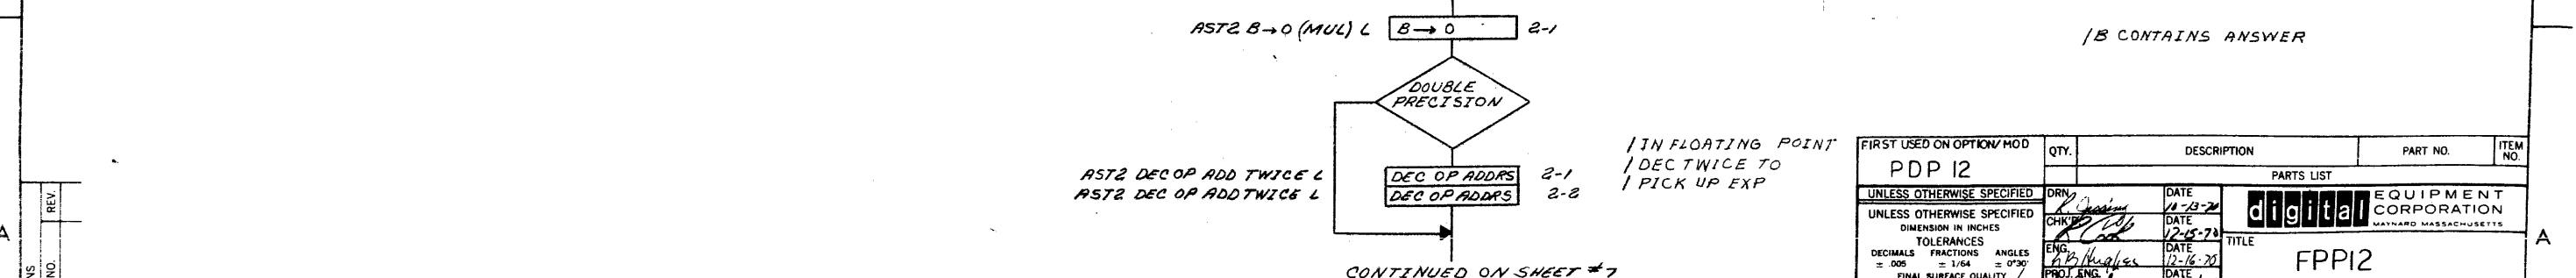 AST2 B→0 (MUL) L B→0 2-1
/B CONTAINS ANSWER
DOUBLE
PRECISION
/IN FLOATING POINT
/DEC TWICE TO
/PICK UP EXP
AST2 DEC OP ADD TWICE L DEC OP ADDRS 2-1
AST2 DEC OP ADD TWICE L DEC OP ADDRS 2-2
CONTINUED ON SHEET #7
REV.
NO.
NS
A
FIRST USED ON OPTION/MOD
PDP 12
QTY.
DESCRIPTION
PART NO.
ITEM
NO.
PARTS LIST
UNLESS OTHERWISE SPECIFIED
UNLESS OTHERWISE SPECIFIED
DIMENSION IN INCHES
TOLERANCES
DECIMALS FRACTIONS ANGLES
± .005 ± 1/64 ± 0°30'
FINAL SURFACE QUALITY
DRN.
DATE
10-13-70
CHK'D
DATE
12-15-70
ENG.
DATE
12-16-70
PROJ. ENG.
DATE
digital EQUIPMENT
CORPORATION
MAYNARD MASSACHUSETTS
TITLE
FPP12
A